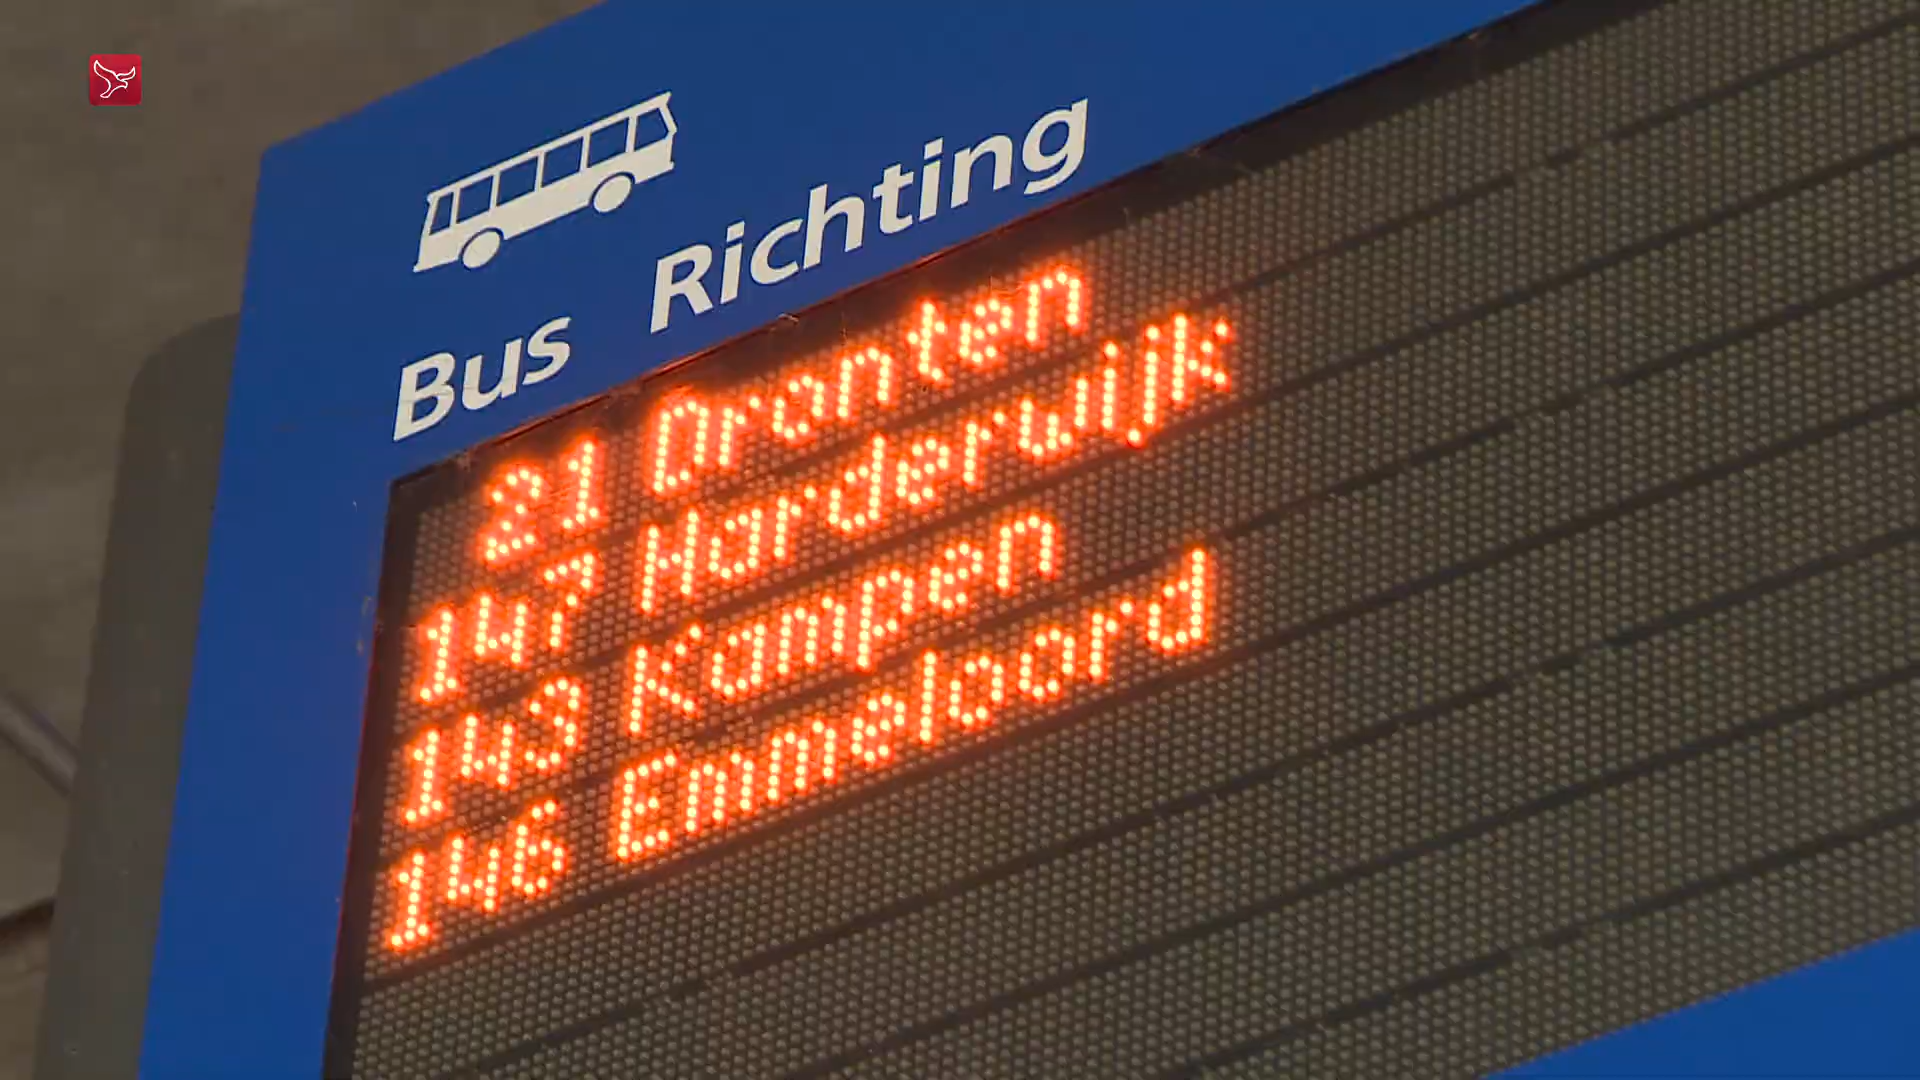 Bus Richting
21 Dronten
147 Harderwijk
143 Kampen
146 Emmeloord